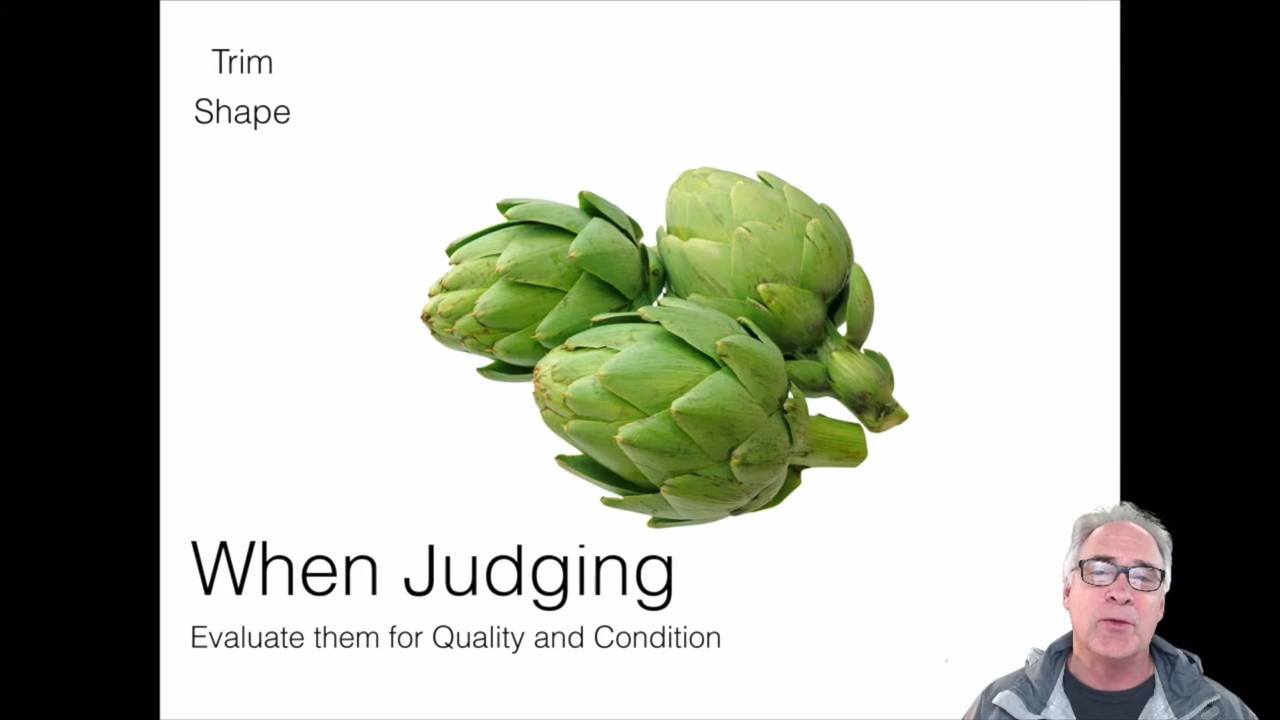 Trim
Shape
When Judging
Evaluate them for Quality and Condition